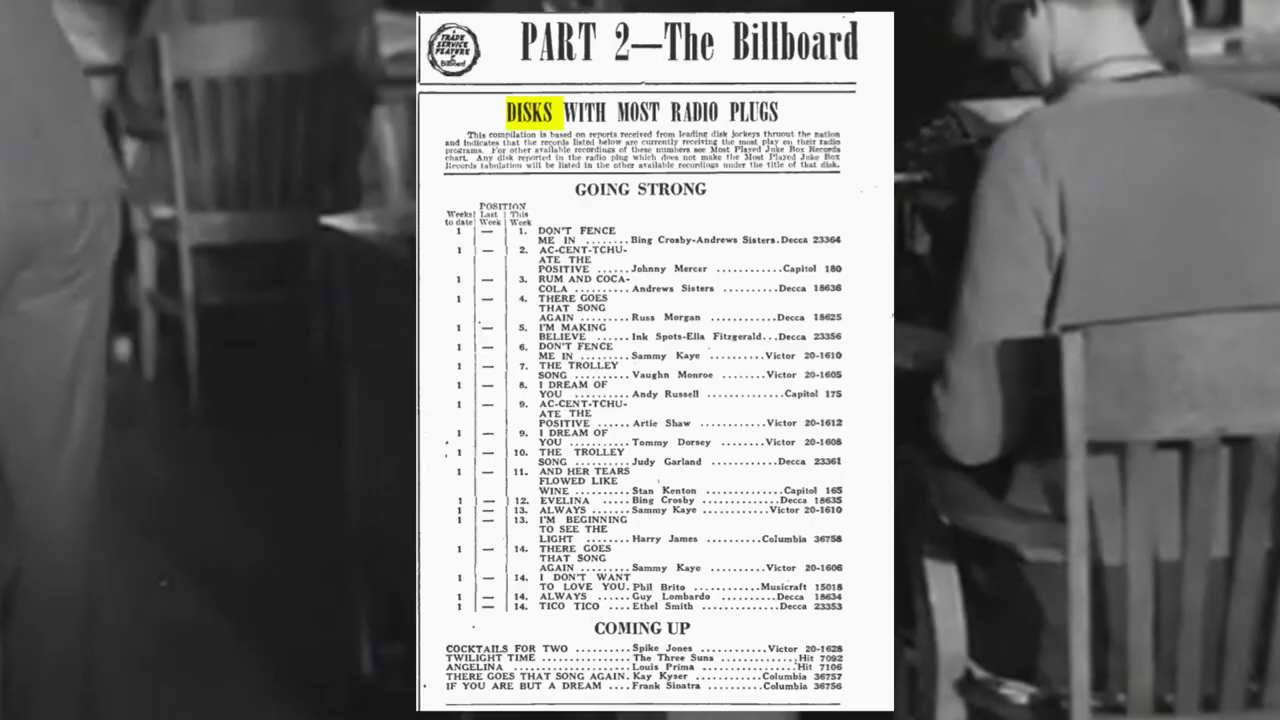 A
TRADE
SERVICE
FEATURE
Billboard
PART 2—The Billboard
DISKS WITH MOST RADIO PLUGS
This compilation is based on reports received from leading disk jockeys thruout the nation
and indicates that the records listed below are currently receiving the most play on their radio
programs. For other available recordings of these numbers see Most Played Juke Box Records
chart. Any disk reported in the radio plug which does not make the Most Played Juke Box
Records tabulation will be listed in the other available recordings under the title of that disk.
GOING STRONG
POSITION
Weeks| Last | This
to date| Week | Week
1 — 1. DON'T FENCE
ME IN ........Bing Crosby-Andrews Sisters.Decca 23364
1 — 2. AC-CENT-TCHU-
ATE THE
POSITIVE ......Johnny Mercer ............Capitol 180
1 — 3. RUM AND COCA-
COLA .........Andrews Sisters ..........Decca 18636
1 — 4. THERE GOES
THAT SONG
AGAIN ........Russ Morgan .............Decca 18625
1 — 5. I'M MAKING
BELIEVE ......Ink Spots-Ella Fitzgerald...Decca 23356
1 — 6. DON'T FENCE
ME IN ........Sammy Kaye ..........Victor 20-1610
1 — 7. THE TROLLEY
SONG .........Vaughn Monroe ........Victor 20-1605
1 — 8. I DREAM OF
YOU ..........Andy Russell .............Capitol 175
1 — 9. AC-CENT-TCHU-
ATE THE
POSITIVE ......Artie Shaw ...........Victor 20-1612
1 — 9. I DREAM OF
YOU ..........Tommy Dorsey ........Victor 20-1608
1 — 10. THE TROLLEY
SONG .........Judy Garland ............Decca 23361
1 — 11. AND HER TEARS
FLOWED LIKE
WINE .........Stan Kenton .............Capitol 165
1 — 12. EVELINA .....Bing Crosby .............Decca 18635
1 — 13. ALWAYS ......Sammy Kaye ..........Victor 20-1610
1 — 13. I'M BEGINNING
TO SEE THE
LIGHT ........Harry James ..........Columbia 36758
1 — 14. THERE GOES
THAT SONG
AGAIN ........Sammy Kaye ..........Victor 20-1606
1 — 14. I DON'T WANT
TO LOVE YOU.Phil Brito ............Musicraft 15018
1 — 14. ALWAYS ......Guy Lombardo ...........Decca 18634
1 — 14. TICO TICO ....Ethel Smith .............Decca 23353
COMING UP
COCKTAILS FOR TWO ..........Spike Jones ...........Victor 20-1628
TWILIGHT TIME ..............The Three Suns ............Hit 7092
ANGELINA ...................Louis Prima ...............Hit 7106
THERE GOES THAT SONG AGAIN.Kay Kyser ............Columbia 36757
IF YOU ARE BUT A DREAM ....Frank Sinatra .........Columbia 36756